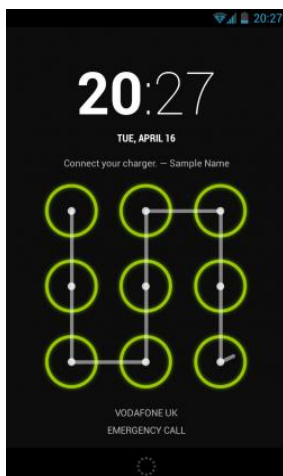 20:27
20:27
TUE, APRIL 16
Connect your charger. — Sample Name
VODAFONE UK
EMERGENCY CALL